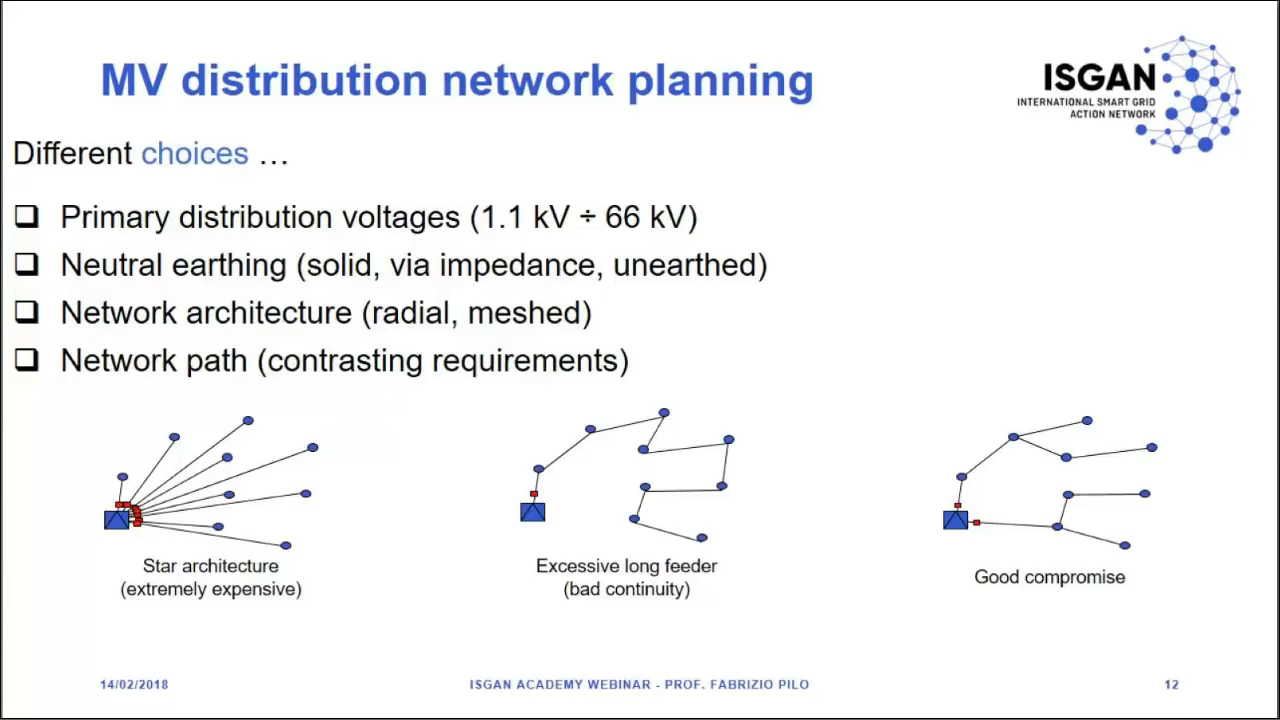 MV distribution network planning
ISGAN
INTERNATIONAL SMART GRID
ACTION NETWORK
Different choices …
❑ Primary distribution voltages (1.1 kV ÷ 66 kV)
❑ Neutral earthing (solid, via impedance, unearthed)
❑ Network architecture (radial, meshed)
❑ Network path (contrasting requirements)
Star architecture
(extremely expensive)
Excessive long feeder
(bad continuity)
Good compromise
14/02/2018
ISGAN ACADEMY WEBINAR - PROF. FABRIZIO PILO
12